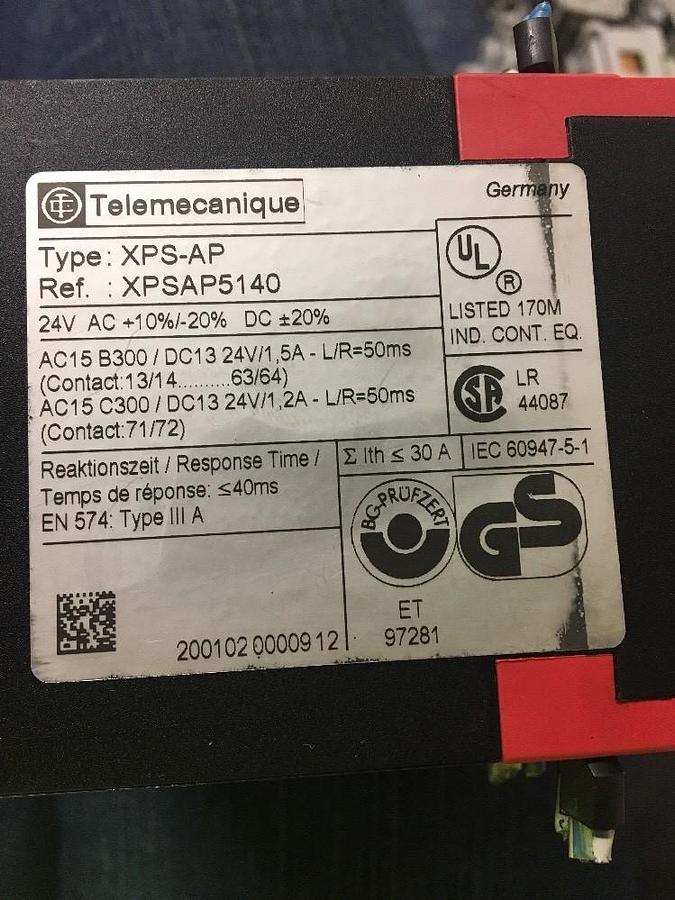 Telemecanique
Germany
Type: XPS-AP
Ref. : XPSAP5140
24V AC +10%/-20% DC ±20%
AC15 B300 / DC13 24V/1,5A - L/R=50ms
(Contact:13/14..........63/64)
AC15 C300 / DC13 24V/1,2A - L/R=50ms
(Contact:71/72)
UL ®
LISTED 170M
IND. CONT. EQ.
SA
LR
44087
Reaktionszeit / Response Time /
Temps de réponse: ≤40ms
EN 574: Type III A
Σ Ith ≤ 30 A
IEC 60947-5-1
BG-PRÜFZERT
GS
ET
97281
200102 0000912